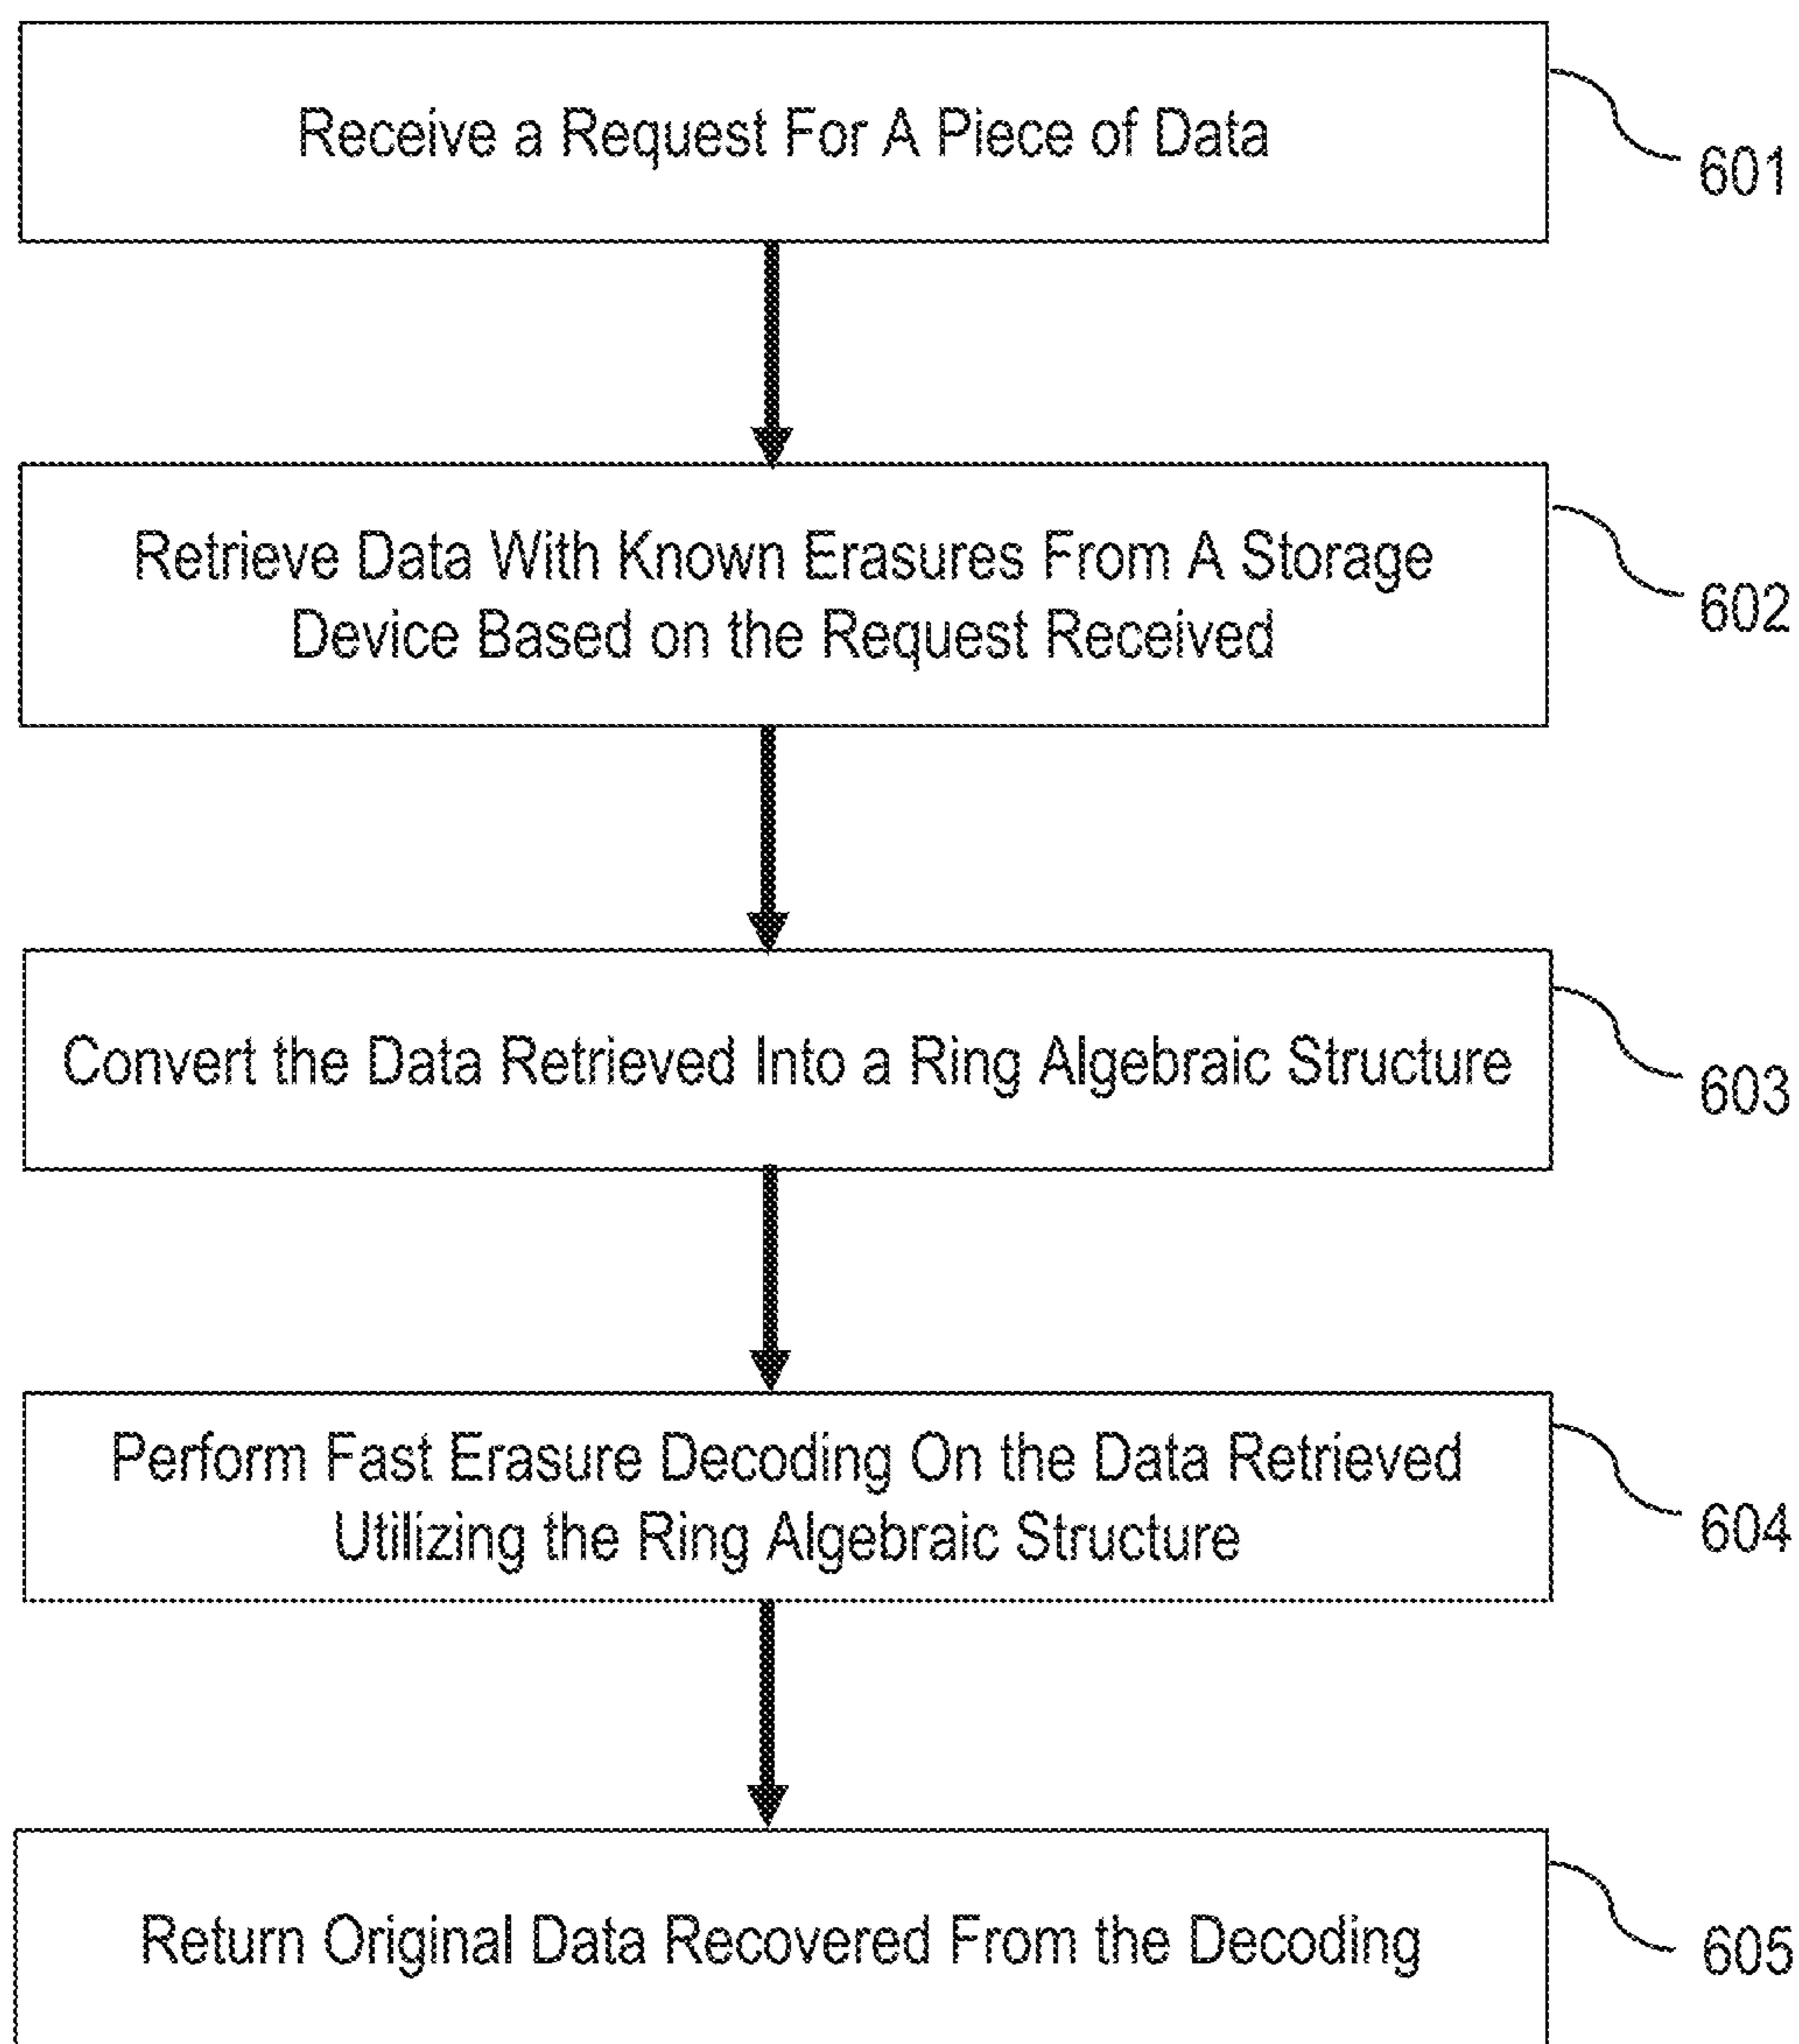 Receive a Request For A Piece of Data
601
Retrieve Data With Known Erasures From A Storage
Device Based on the Request Received
602
Convert the Data Retrieved Into a Ring Algebraic Structure
603
Perform Fast Erasure Decoding On the Data Retrieved
Utilizing the Ring Algebraic Structure
604
Return Original Data Recovered From the Decoding
605